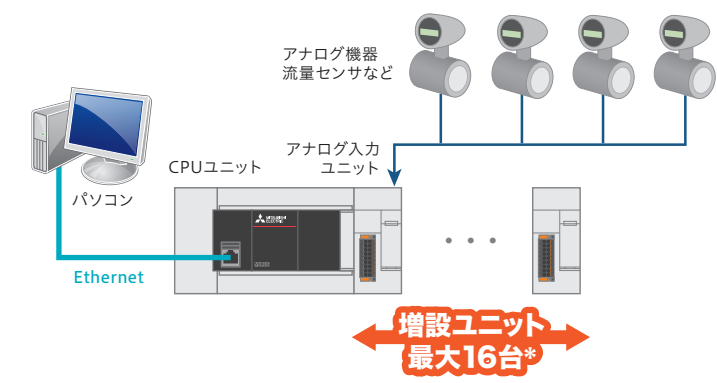 アナログ機器
流量センサなど
アナログ入力
ユニット
CPUユニット
パソコン
MITSUBISHI
ELECTRIC
Ethernet
増設ユニット
最大16台*